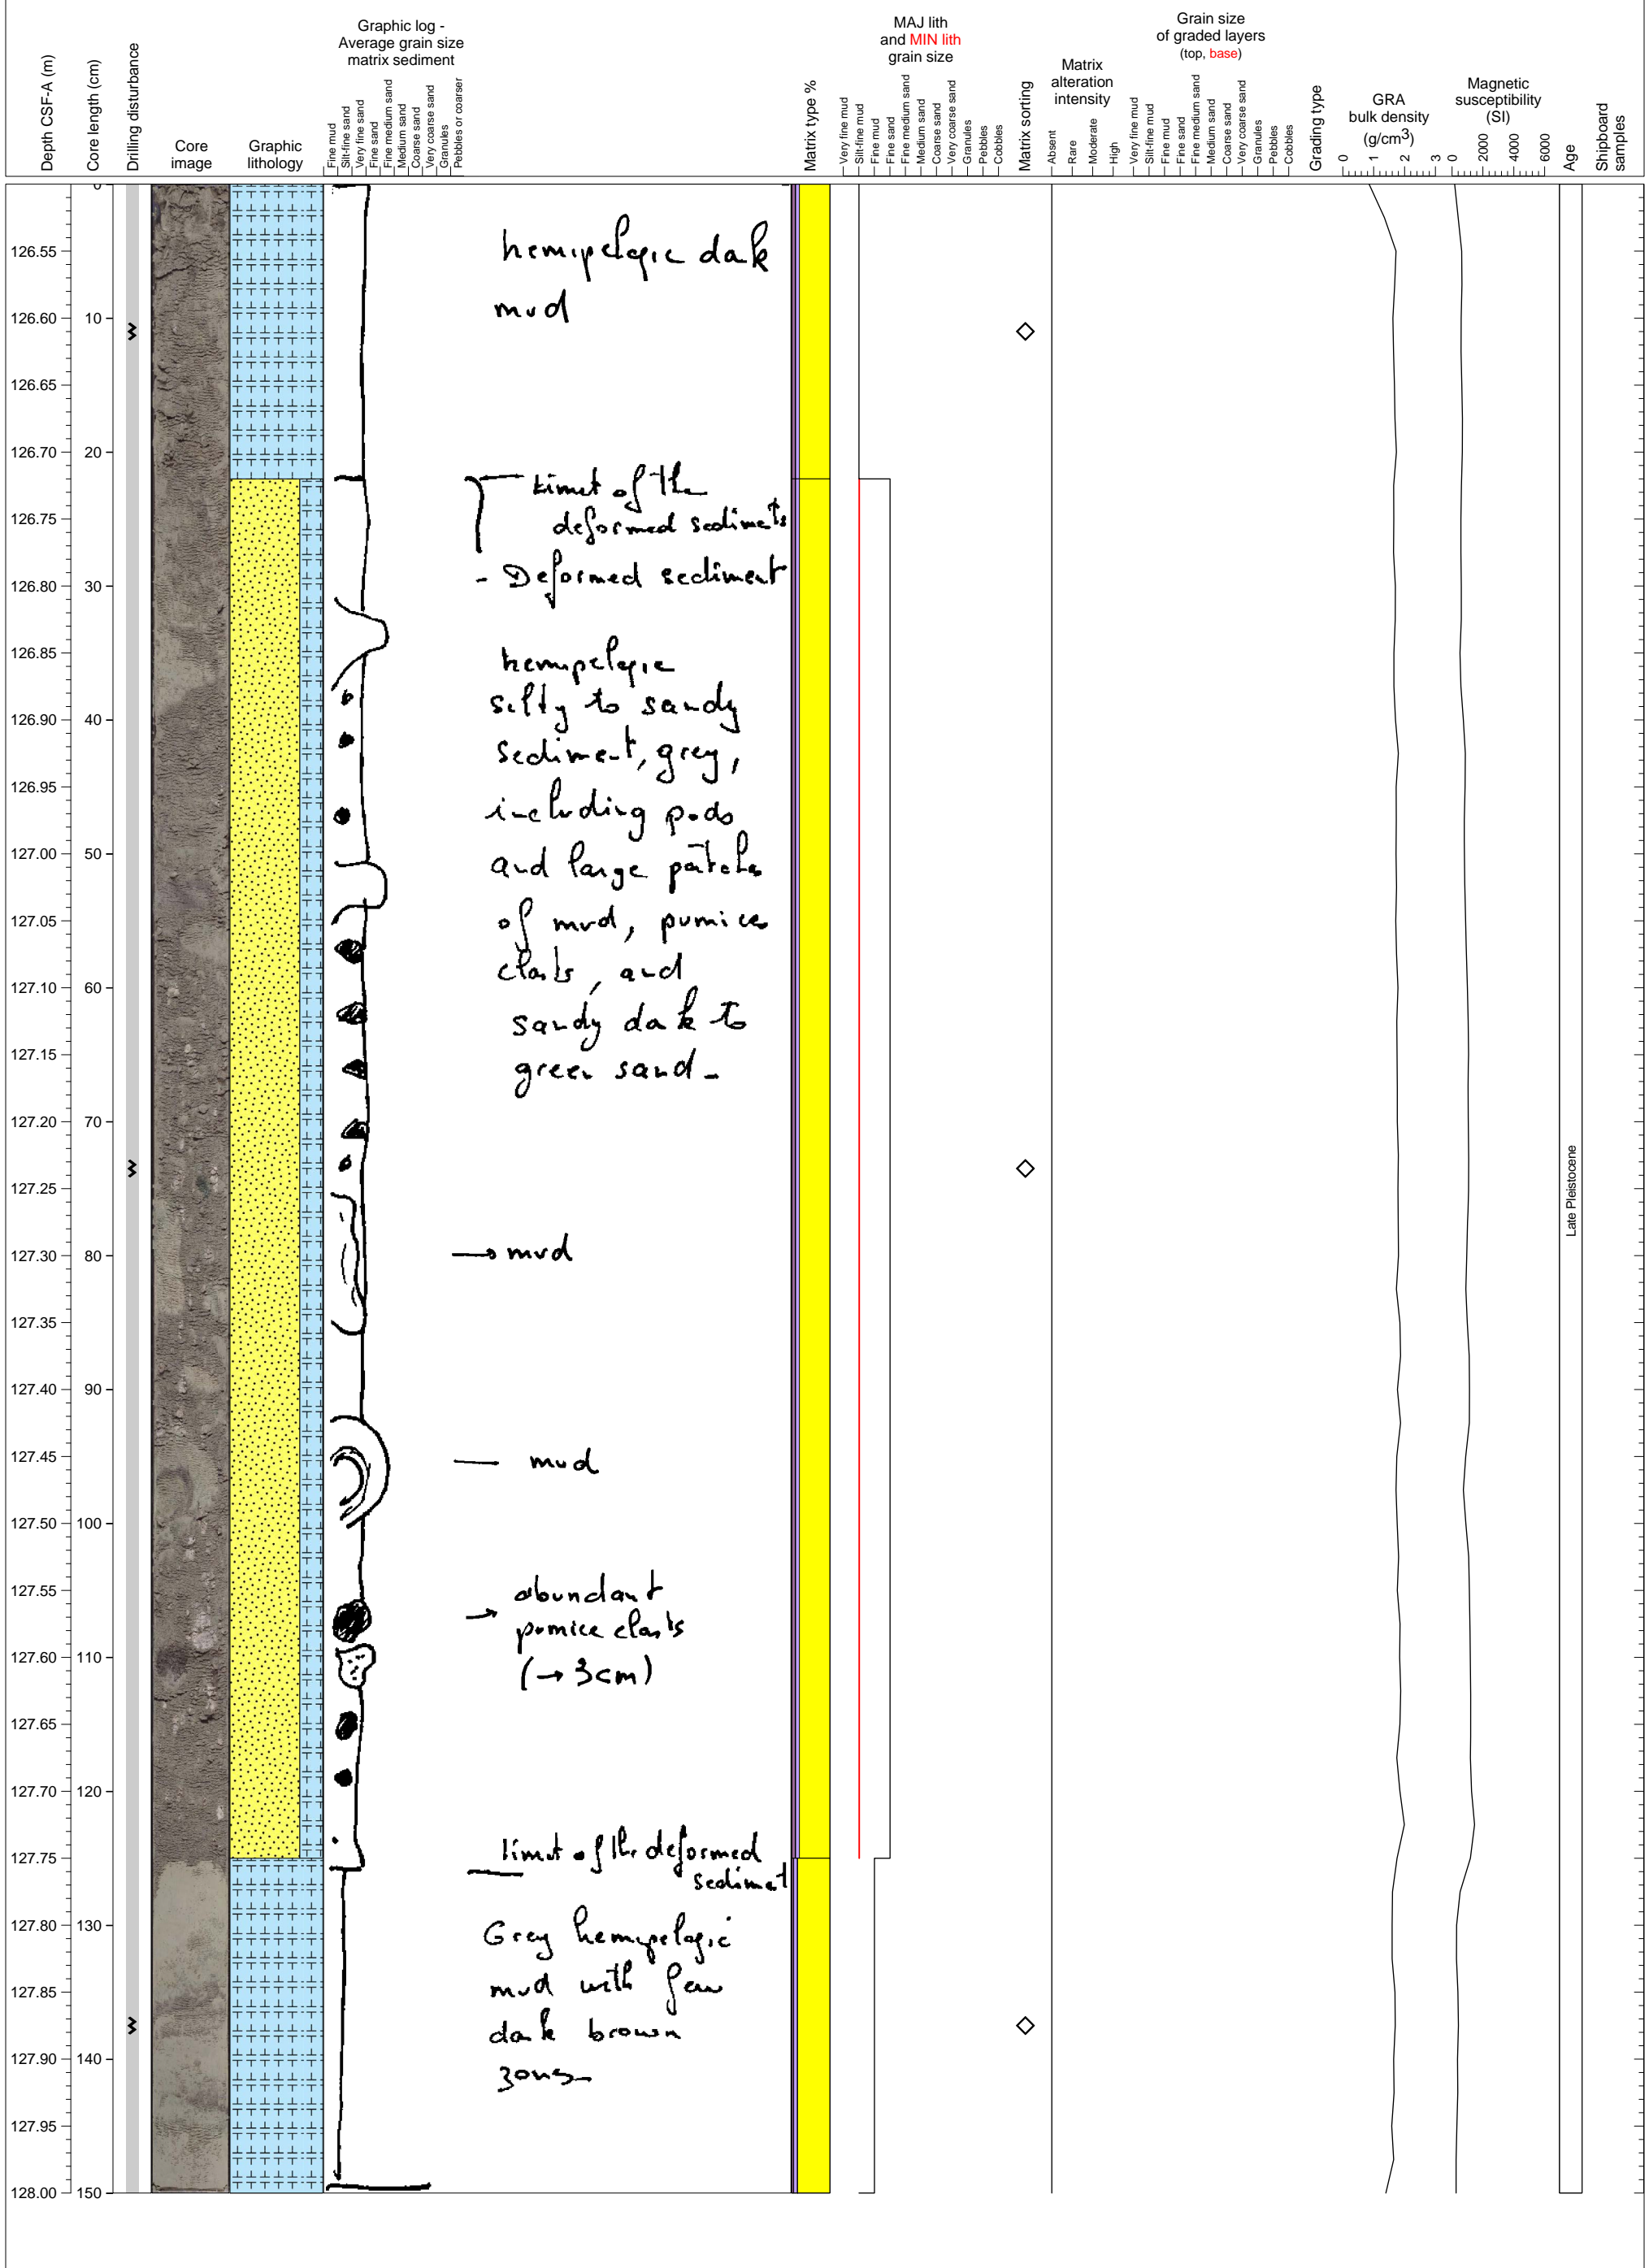 Depth CSF-A (m)
Core length (cm)
Drilling disturbance
Core
image
Graphic
lithology
Graphic log -
Average grain size
matrix sediment
Fine mud
Silt-fine sand
Very fine sand
Fine sand
Fine medium sand
Medium sand
Coarse sand
Very coarse sand
Granules
Pebbles or coarser
Matrix type %
MAJ lith
and MIN lith
grain size
Very fine mud
Silt-fine mud
Fine mud
Fine sand
Fare medium sand
Medium sand
Coarse sand
Very coarse sand
Granules
Pebbles
Cobbles
Matrix sorting
Matrix
alteration
intensity
Absent
Rare
Moderate
High
Grain size
of graded layers
(top, base)
Very fine mud
Silt-fine mud
Fine mud
Fine sand
Fine medium sand
Medium sand
Coarse sand
Very coarse sand
Granules
Pebbles
Cobbles
Grading type
GRA
bulk density
(g/cm3)
0 1 2 3
Magnetic
susceptibility
(SI)
0 2000 4000 6000
Age
Shipboard
samples
0
126.55
126.60 10
126.65
126.70 20
126.75
126.80 30
126.85
126.90 40
126.95
127.00 50
127.05
127.10 60
127.15
127.20 70
127.25
127.30 80
127.35
127.40 90
127.45
127.50 100
127.55
127.60 110
127.65
127.70 120
127.75
127.80 130
127.85
127.90 140
127.95
128.00 150
hemipelagic dak
mud
Limet of the
deformed sediments
- Deformed sediment
hemipelagic
silty to sandy
sediment, grey,
including pods
and large patches
of mud, pumices
clasts, and
sandy dak to
green sand -
→ mud
— mud
→ abundant
pumice clasts
(→ 3cm)
limit of the deformed
sedimet
Grey hemipelagic
mud with few
dark brown
Late Pleistocene